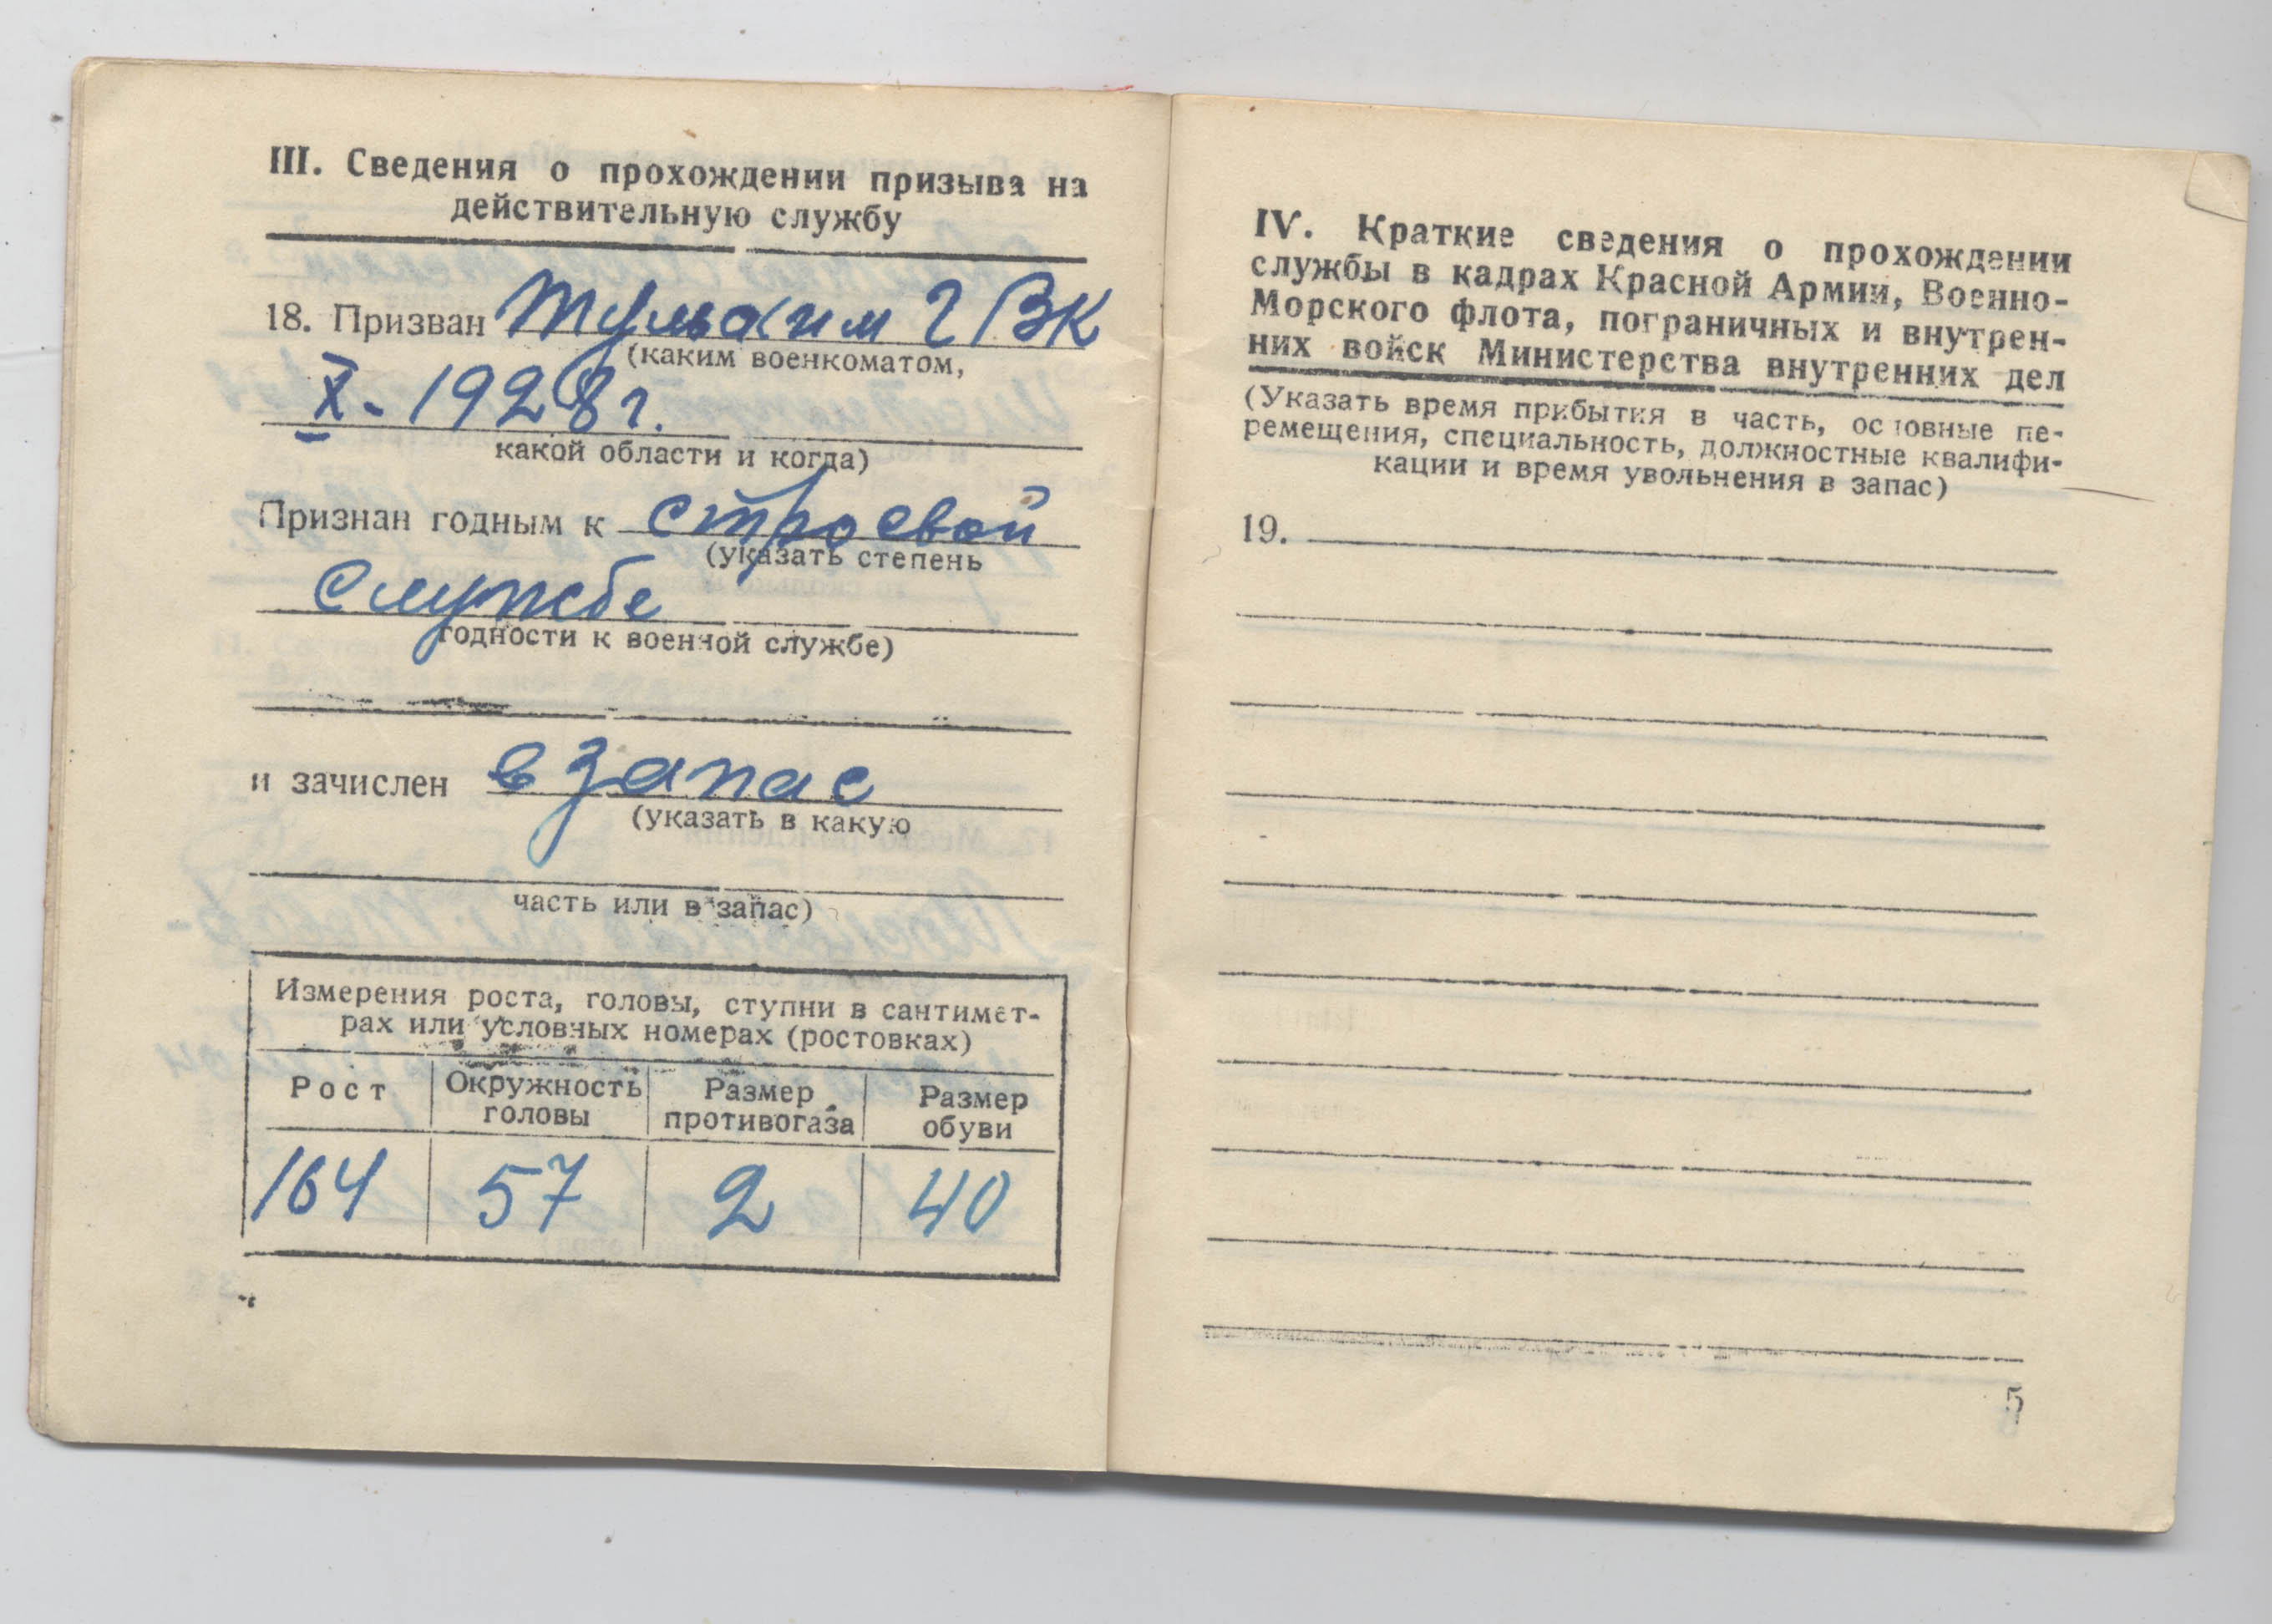 III. Сведения о прохождении призыва на
действительную службу
18. Призван Тульским ГВК
(каким военкоматом,
X - 1928 г.
какой области и когда)
Признан годным к строевой
(указать степень
службе
годности к военной службе)
и зачислен в запас
(указать в какую
часть или в запас)
Измерения роста, головы, ступни в сантимет-
рах или условных номерах (ростовках)
Рост Окружность головы Размер противогаза Размер обуви
164 57 2 40
IV. Краткие сведения о прохождении
службы в кадрах Красной Армии, Военно-
Морского флота, пограничных и внутрен-
них войск Министерства внутренних дел
(Указать время прибытия в часть, основные пе-
ремещения, специальность, должностные квалифи-
кации и время увольнения в запас)
19.
5